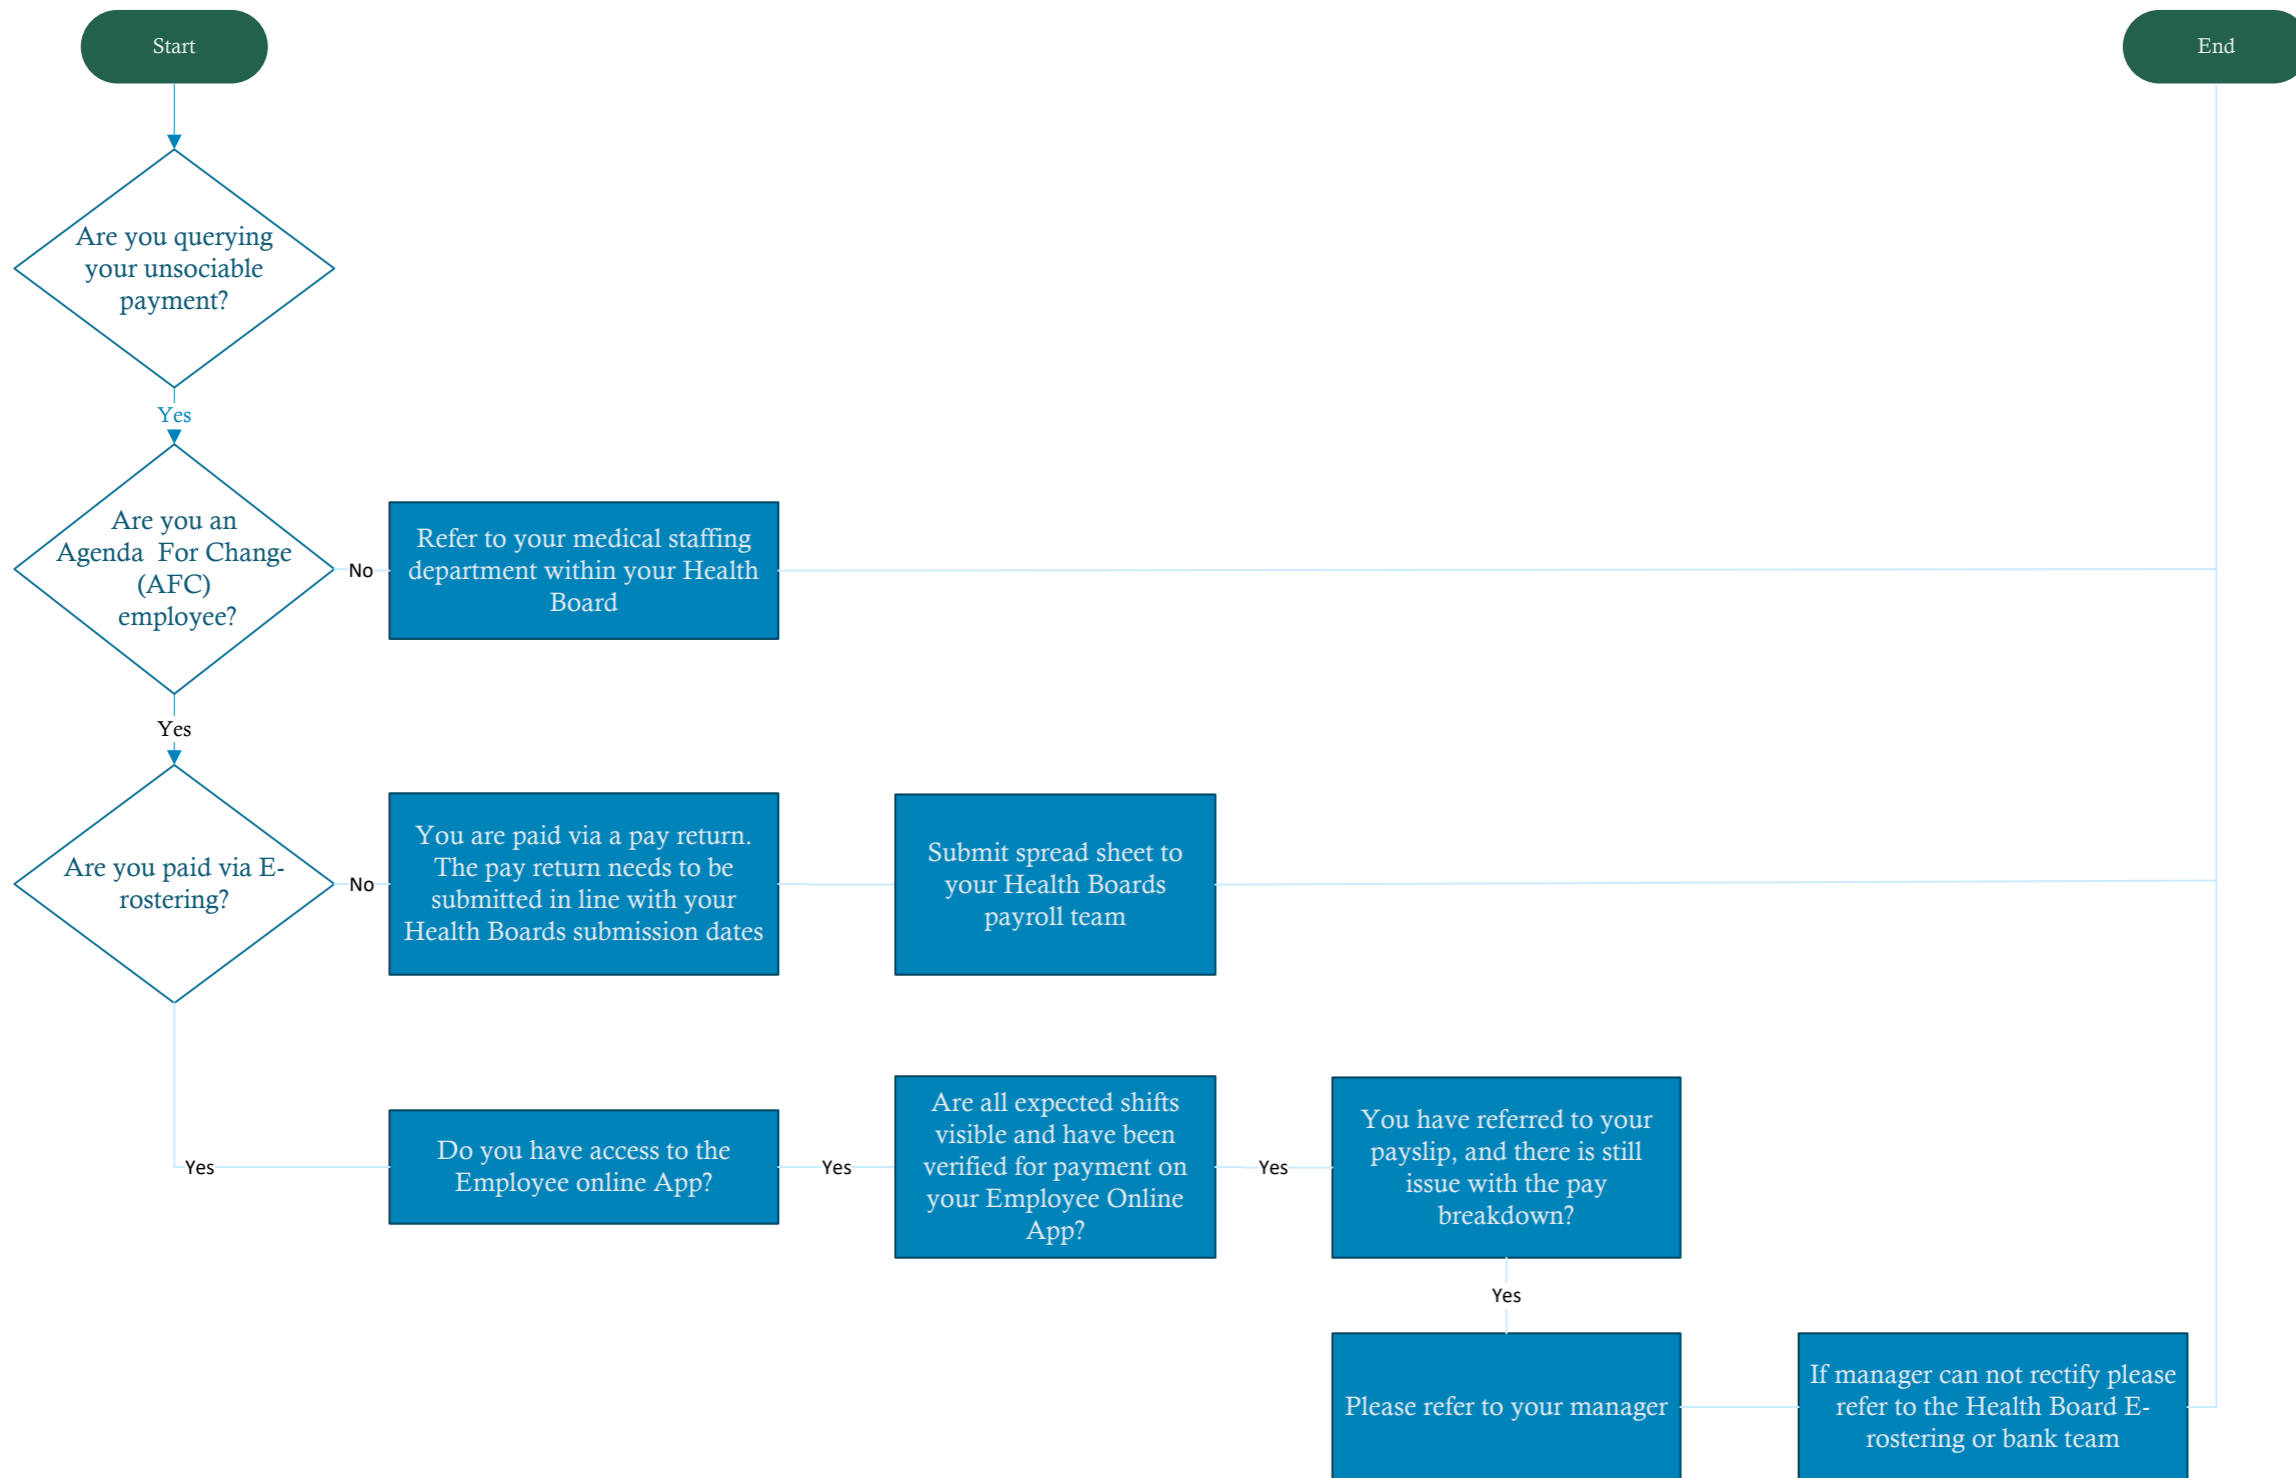 Start
End
Are you querying
your unsociable
payment?
Yes
Are you an
Agenda  For Change
(AFC)
employee?
No
Refer to your medical staffing
department within your Health
Board
Yes
Are you paid via E-
rostering?
No
You are paid via a pay return.
The pay return needs to be
submitted in line with your
Health Boards submission dates
Submit spread sheet to
your Health Boards
payroll team
Yes
Do you have access to the
Employee online App?
Yes
Are all expected shifts
visible and have been
verified for payment on
your Employee Online
App?
Yes
You have referred to your
payslip, and there is still
issue with the pay
breakdown?
Yes
Please refer to your manager
If manager can not rectify please
refer to the Health Board E-
rostering or bank team